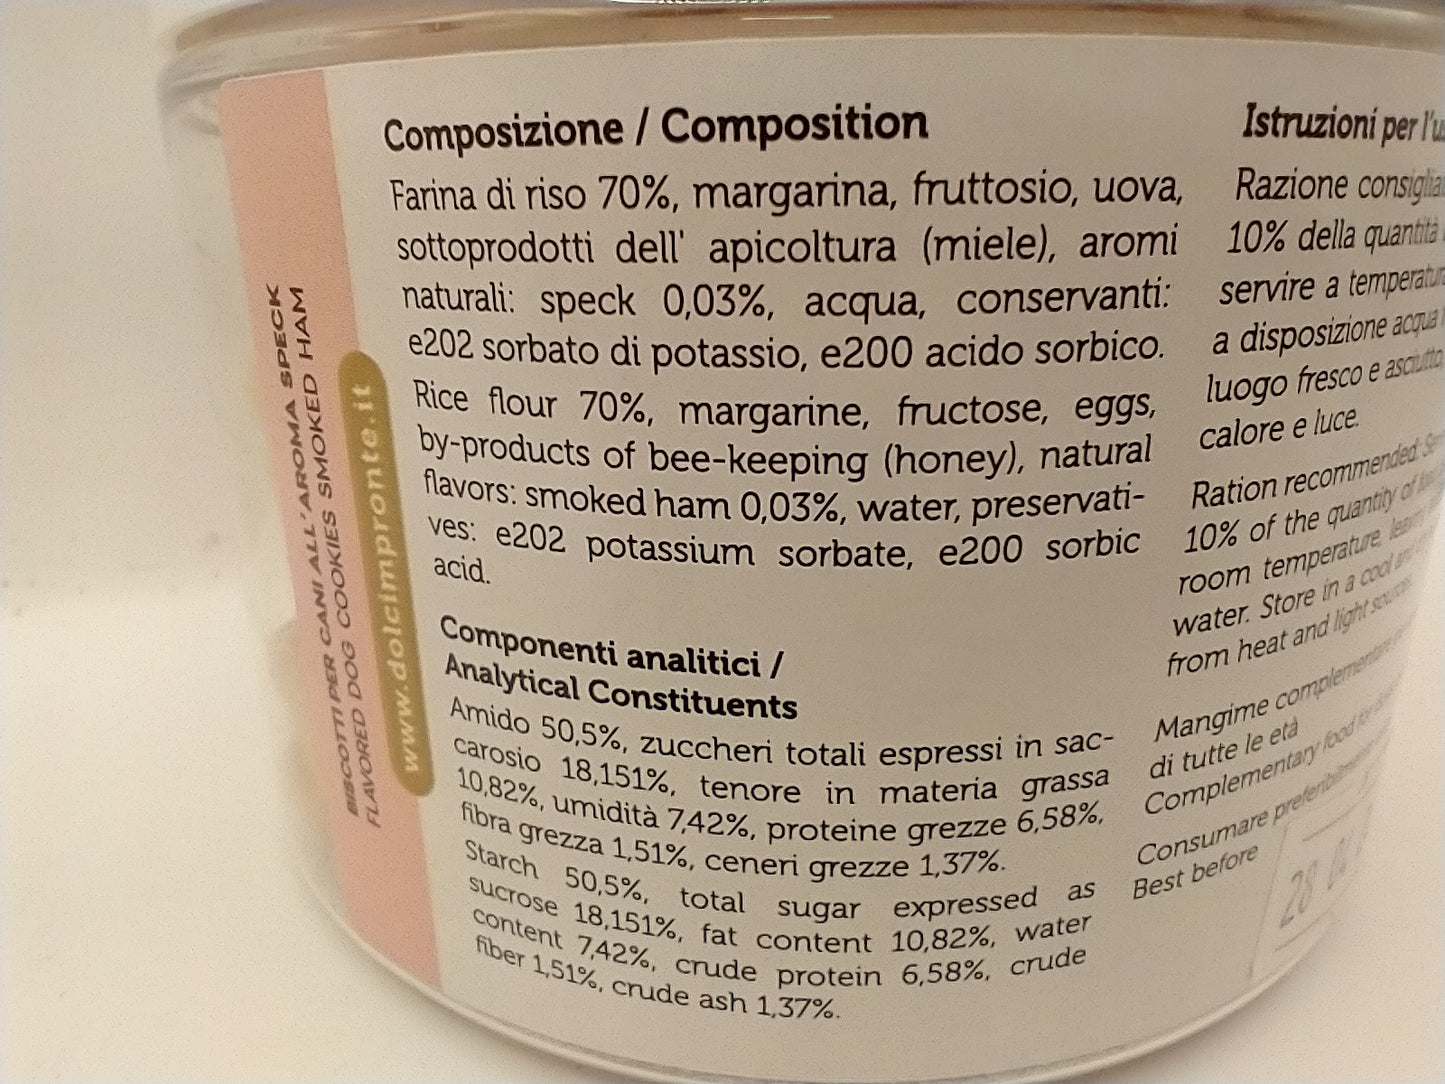 BISCOTTI PER CANI ALL'AROMA SPECK
FLAVORED DOG COOKIES SMOKED HAM
www.dolcimpronte.it
Composizione / Composition
Farina di riso 70%, margarina, fruttosio, uova,
sottoprodotti dell' apicoltura (miele), aromi
naturali: speck 0,03%, acqua, conservanti:
e202 sorbato di potassio, e200 acido sorbico.
Rice flour 70%, margarine, fructose, eggs,
by-products of bee-keeping (honey), natural
flavors: smoked ham 0,03%, water, preservati-
ves: e202 potassium sorbate, e200 sorbic
acid.
Componenti analitici /
Analytical Constituents
Amido 50,5%, zuccheri totali espressi in sac-
carosio 18,151%, tenore in materia grassa
10,82%, umidità 7,42%, proteine grezze 6,58%,
fibra grezza 1,51%, ceneri grezze 1,37%.
Starch 50,5%, total sugar expressed as
sucrose 18,151%, fat content 10,82%, water
content 7,42%, crude protein 6,58%, crude
fiber 1,51%, crude ash 1,37%.
Istruzioni per l'u
Razione
10% della quantità
servire a
a disposizione acqua
luogo fresco e asciutto,
calore e luce.
Ration recommended:
10% of the quantity of
room temperature,
water. Store in a cool
from heat and light
Mangime
di tutte le età
Complementary food for
Consumare
Best before
28